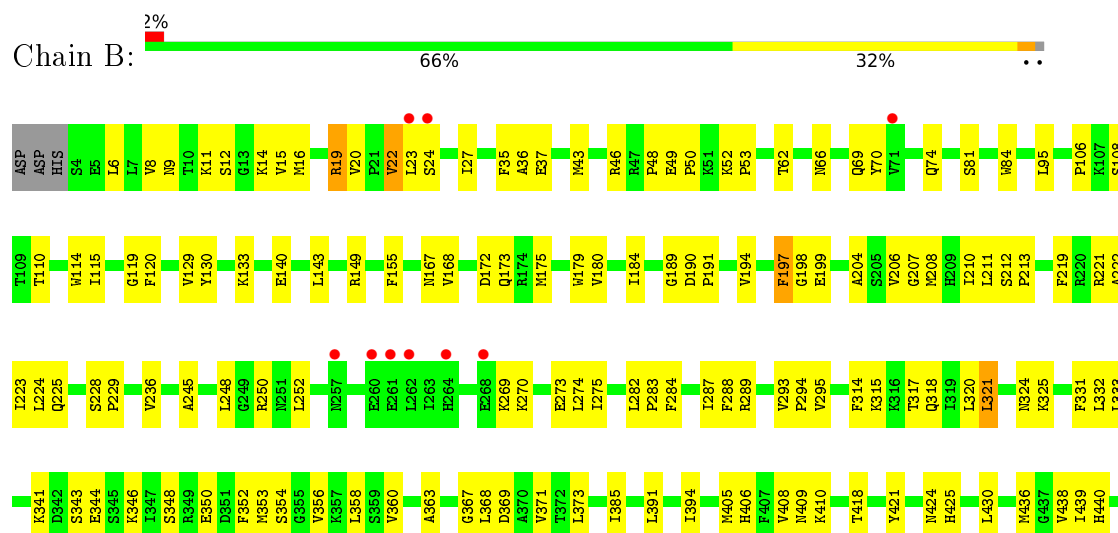 2%
Chain B:
66% 32% • •
ASP ASP HIS S4 E5 L6 L7 V8 N9 T10 K11 S12 G13 K14 V15 M16 R19 V20 P21 V22 L23 S24 I27 F35 A36 E37 M43 R46 R47 P48 E49 P50 K51 K52 P53 T62 N66 Q69 Y70 V71 Q74 S81 W84 L95 P106 K107 S108
T109 T110 W114 I115 G119 F120 V129 Y130 K133 E140 L143 R149 F155 N167 V168 D172 Q173 R174 M175 W179 V180 I184 G189 D190 P191 V194 F197 G198 E199 A204 S205 V206 G207 M208 H209 I210 L211 S212 P213 F219 R220 R221 A222
I223 L224 Q225 S228 P229 V236 A245 L248 G249 R250 N251 L252 N257 E260 E261 L262 I263 H264 E268 K269 K270 E273 L274 I275 L282 P283 F284 I287 F288 R289 V293 P294 V295 F314 K315 K316 T317 Q318 I319 L320 L321 N324 K325 F331 L332 L333
K341 D342 S343 E344 S345 K346 I347 S348 R349 E350 D351 F352 M353 S354 G355 V356 K357 L358 S359 V360 A363 G367 L368 D369 A370 V371 T372 L373 I385 L391 I394 M405 H406 F407 V408 N409 K410 T418 Y421 N424 H425 L430 M436 G437 V438 I439 H440